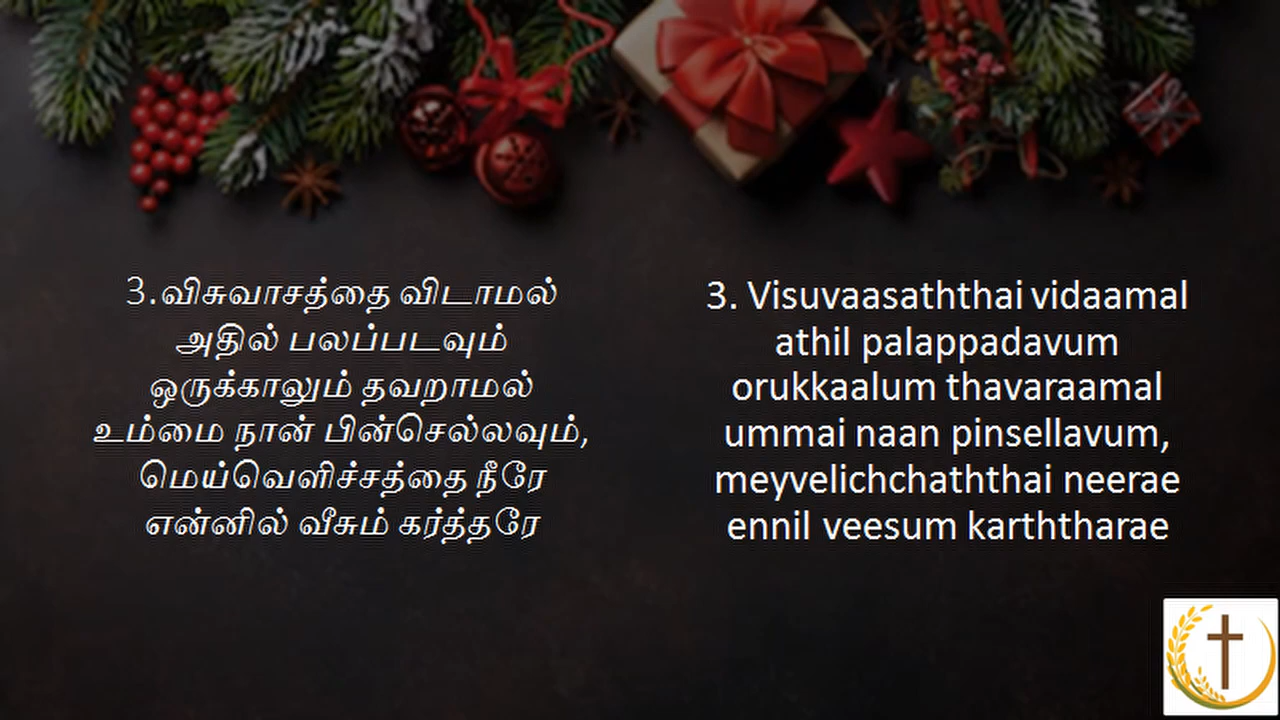 3.விசுவாசத்தை விடாமல்
அதில் பலப்படவும்
ஒருக்காலும் தவறாமல்
உம்மை நான் பின்செல்லவும்,
மெய்வெளிச்சத்தை நீரே
என்னில் வீசும் கர்த்தரே
3. Visuvaasaththai vidaamal
athil palappadavum
orukkaalum thavaraamal
ummai naan pinsellavum,
meyvelichchaththai neerae
ennil veesum karththarae